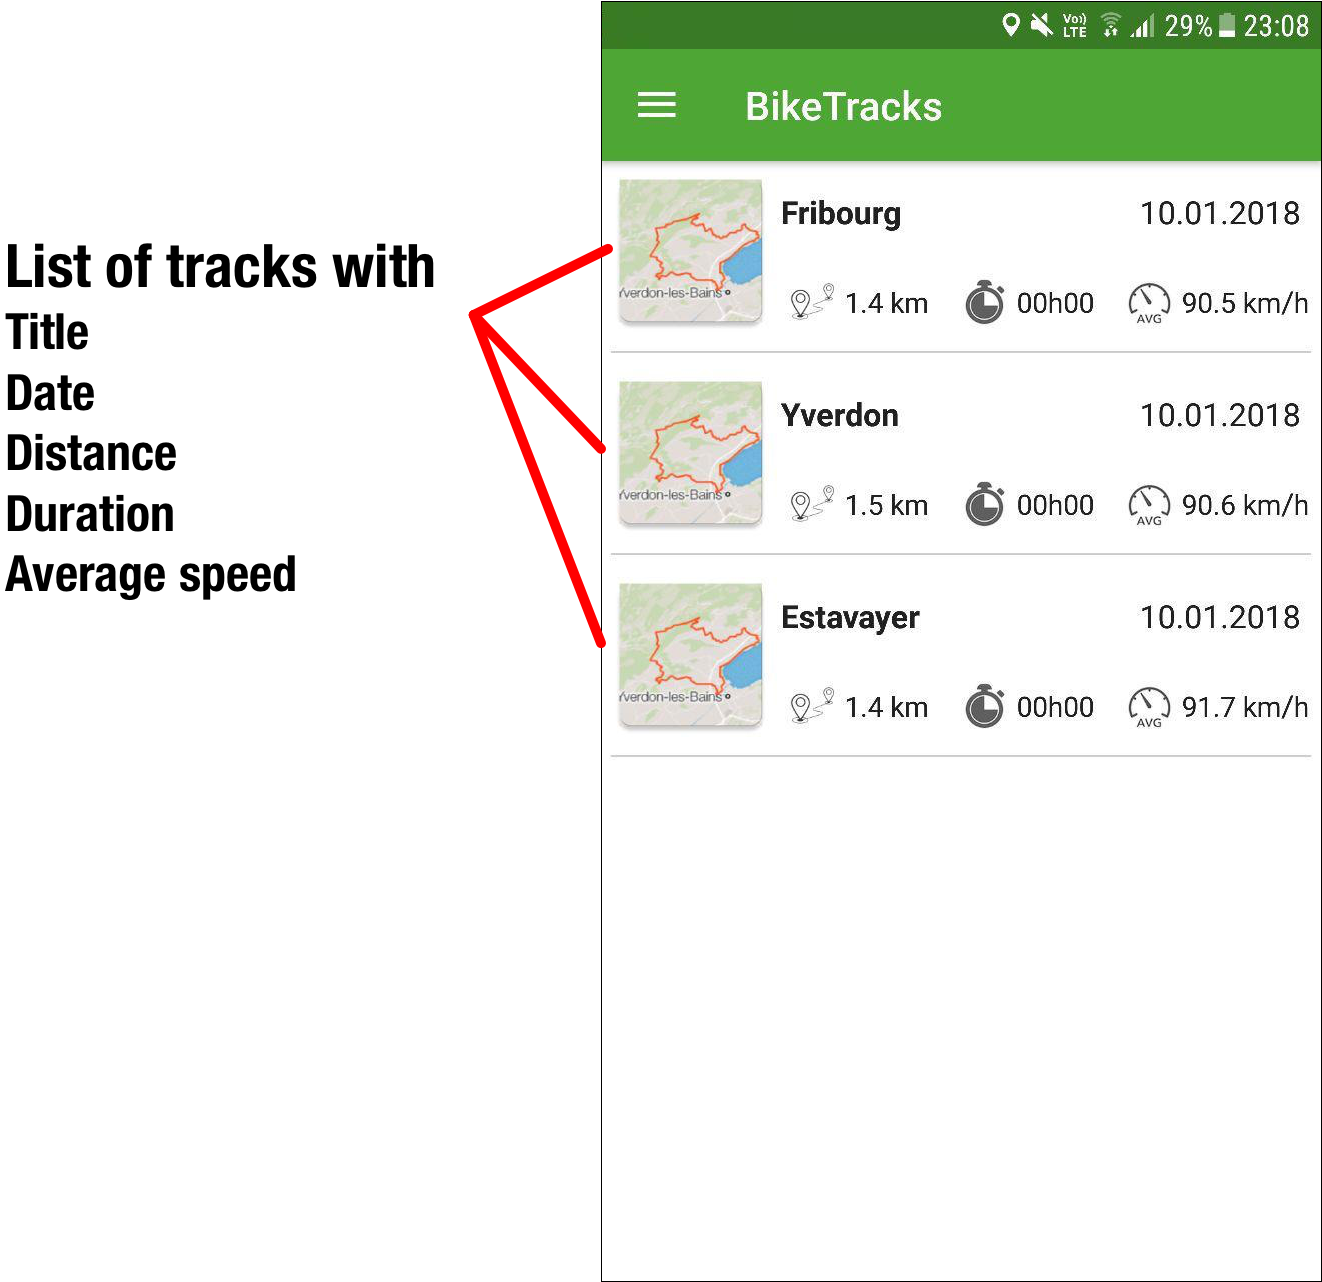 List of tracks with
Title
Date
Distance
Duration
Average speed
Vo))
LTE
29%
23:08
BikeTracks
Fribourg
10.01.2018
Yverdon-les-Bains
1.4 km
00h00
AVG
90.5 km/h
Yverdon
10.01.2018
Yverdon-les-Bains
1.5 km
00h00
AVG
90.6 km/h
Estavayer
10.01.2018
Yverdon-les-Bains
1.4 km
00h00
AVG
91.7 km/h